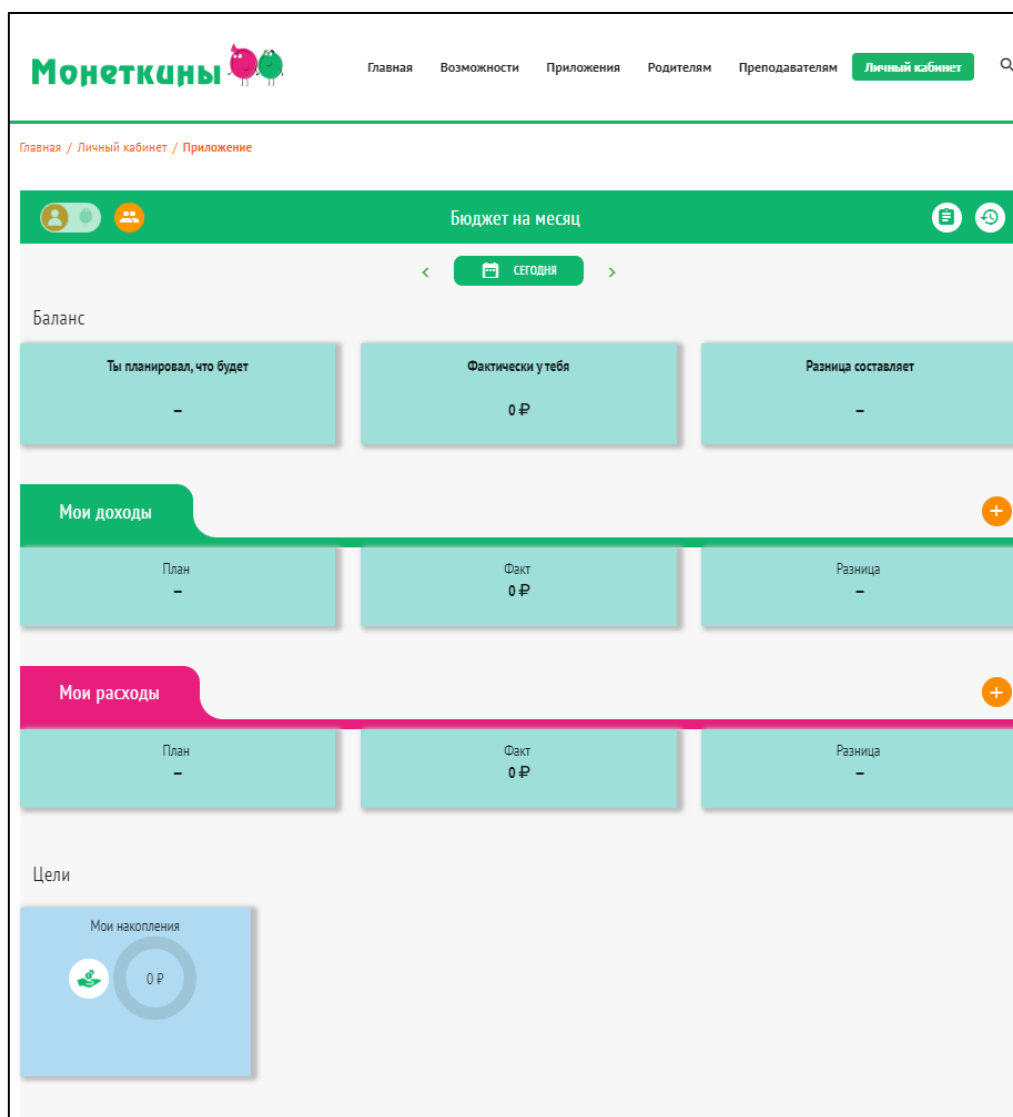 Монеткины
Главная Возможности Приложения Родителям Преподавателям Личный кабинет
Главная / Личный кабинет / Приложение
Бюджет на месяц
< СЕГОДНЯ >
Баланс
Ты планировал, что будет Фактически у тебя Разница составляет
– 0 ₽ –
Мои доходы
+
План Факт Разница
– 0 ₽ –
Мои расходы
+
План Факт Разница
– 0 ₽ –
Цели
Мои накопления
0 ₽